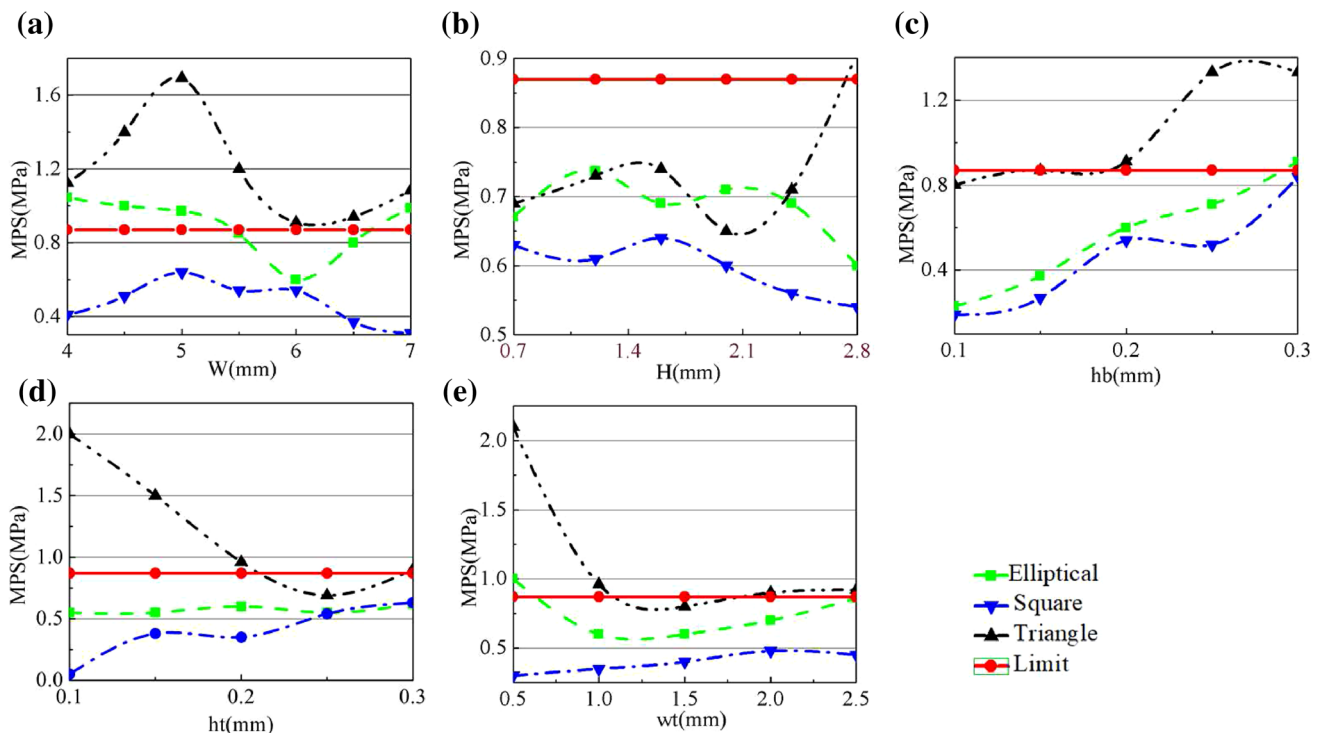 (a)
MPS(MPa)
1.6
1.2
0.8
0.4
4
5
6
7
W(mm)
(b)
MPS(MPa)
0.9
0.8
0.7
0.6
0.5
0.7
1.4
2.1
2.8
H(mm)
(c)
MPS(MPa)
1.2
0.8
0.4
0.1
0.2
0.3
hb(mm)
(d)
MPS(MPa)
2.0
1.5
1.0
0.5
0.0
0.1
0.2
0.3
ht(mm)
(e)
MPS(MPa)
2.0
1.5
1.0
0.5
0.5
1.0
1.5
2.0
2.5
wt(mm)
Elliptical
Square
Triangle
Limit